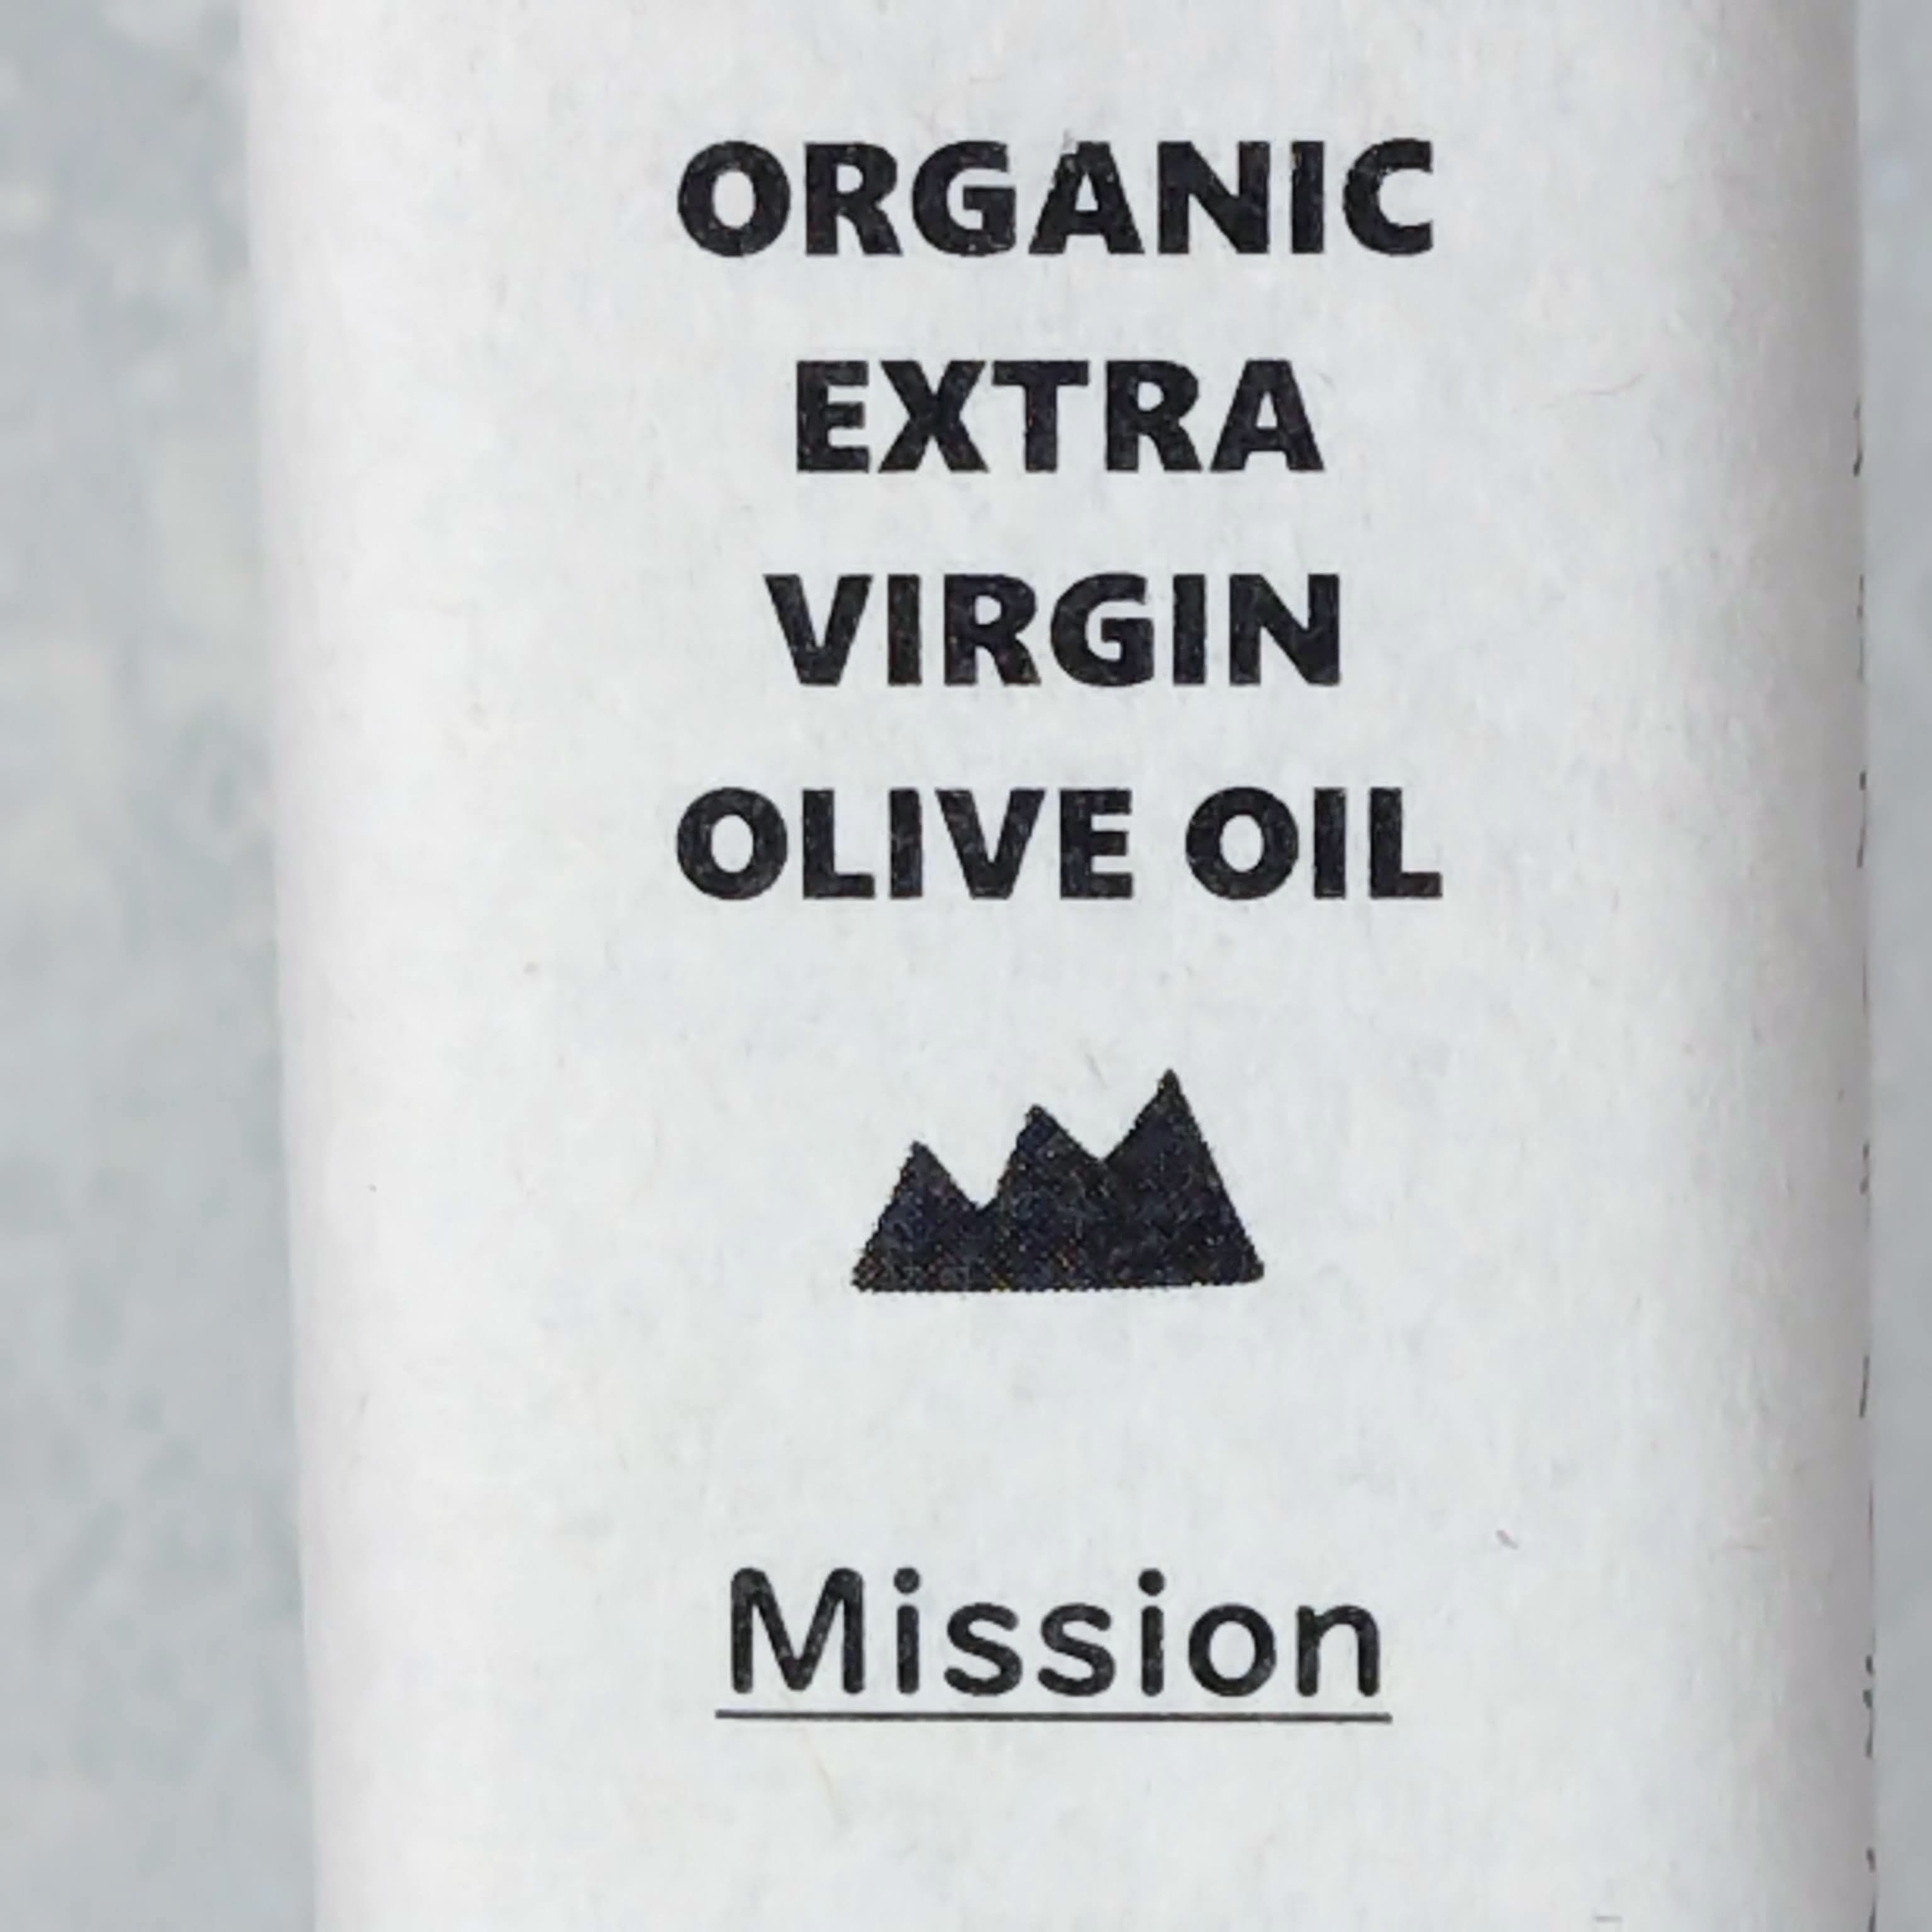 ORGANIC
EXTRA
VIRGIN
OLIVE OIL
Mission